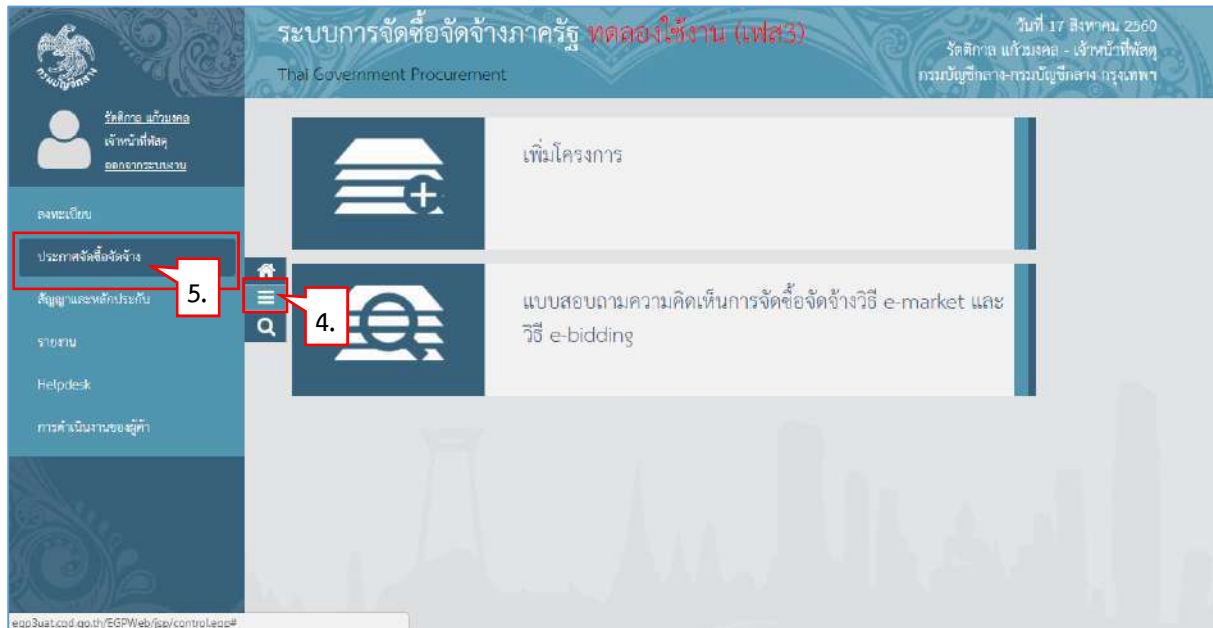 ระบบการจัดซื้อจัดจ้างภาครัฐ ทดลองใช้งาน (เฟส3)
Thai Government Procurement
วันที่ 17 สิงหาคม 2560
รัตติกาล แก้วมงคล - เจ้าหน้าที่พัสดุ
กรมบัญชีกลาง-กรมบัญชีกลาง กรุงเทพฯ
กรมบัญชีกลาง
รัตติกาล แก้วมงคล
เจ้าหน้าที่พัสดุ
ออกจากระบบงาน
ลงทะเบียน
ประกาศจัดซื้อจัดจ้าง
5.
สัญญาและหลักประกัน
4.
รายงาน
Helpdesk
การดำเนินงานของผู้ค้า
เพิ่มโครงการ
แบบสอบถามความคิดเห็นการจัดซื้อจัดจ้างวิธี e-market และ
วิธี e-bidding
egp3uat.cgd.go.th/EGPWeb/jsp/control.egp#